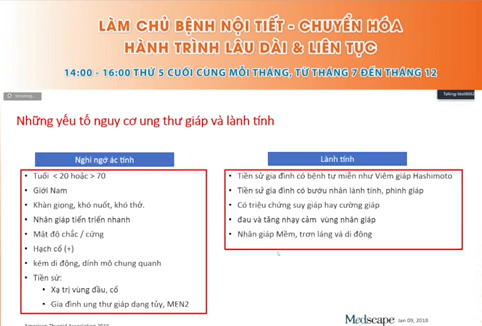 LÀM CHỦ BỆNH NỘI TIẾT - CHUYỂN HÓA
HÀNH TRÌNH LÂU DÀI & LIÊN TỤC
14:00 - 16:00 THỨ 5 CUỐI CÙNG MỖI THÁNG, TỪ THÁNG 7 ĐẾN THÁNG 12
Những yếu tố nguy cơ ung thư giáp và lành tính
Nghi ngờ ác tính
• Tuổi < 20 hoặc > 70
• Giới Nam
• Khàn giọng, khó nuốt, khó thở.
• Nhân giáp tiến triển nhanh
• Mật độ chắc / cứng
• Hạch cổ (+)
• kém di động, dính mô chung quanh
• Tiền sử:
• Xạ trị vùng đầu, cổ
• Gia đình ung thư giáp dạng tủy, MEN2
Lành tính
• Tiền sử gia đình có bệnh tự miễn như Viêm giáp Hashimoto
• Tiền sử gia đình có bướu nhân lành tính, phình giáp
• Có triệu chứng suy giáp hay cường giáp
• đau và tăng nhạy cảm vùng nhân giáp
• Nhân giáp Mềm, trơn láng và di động
American Thyroid Association
Medscape Jan 09, 2018